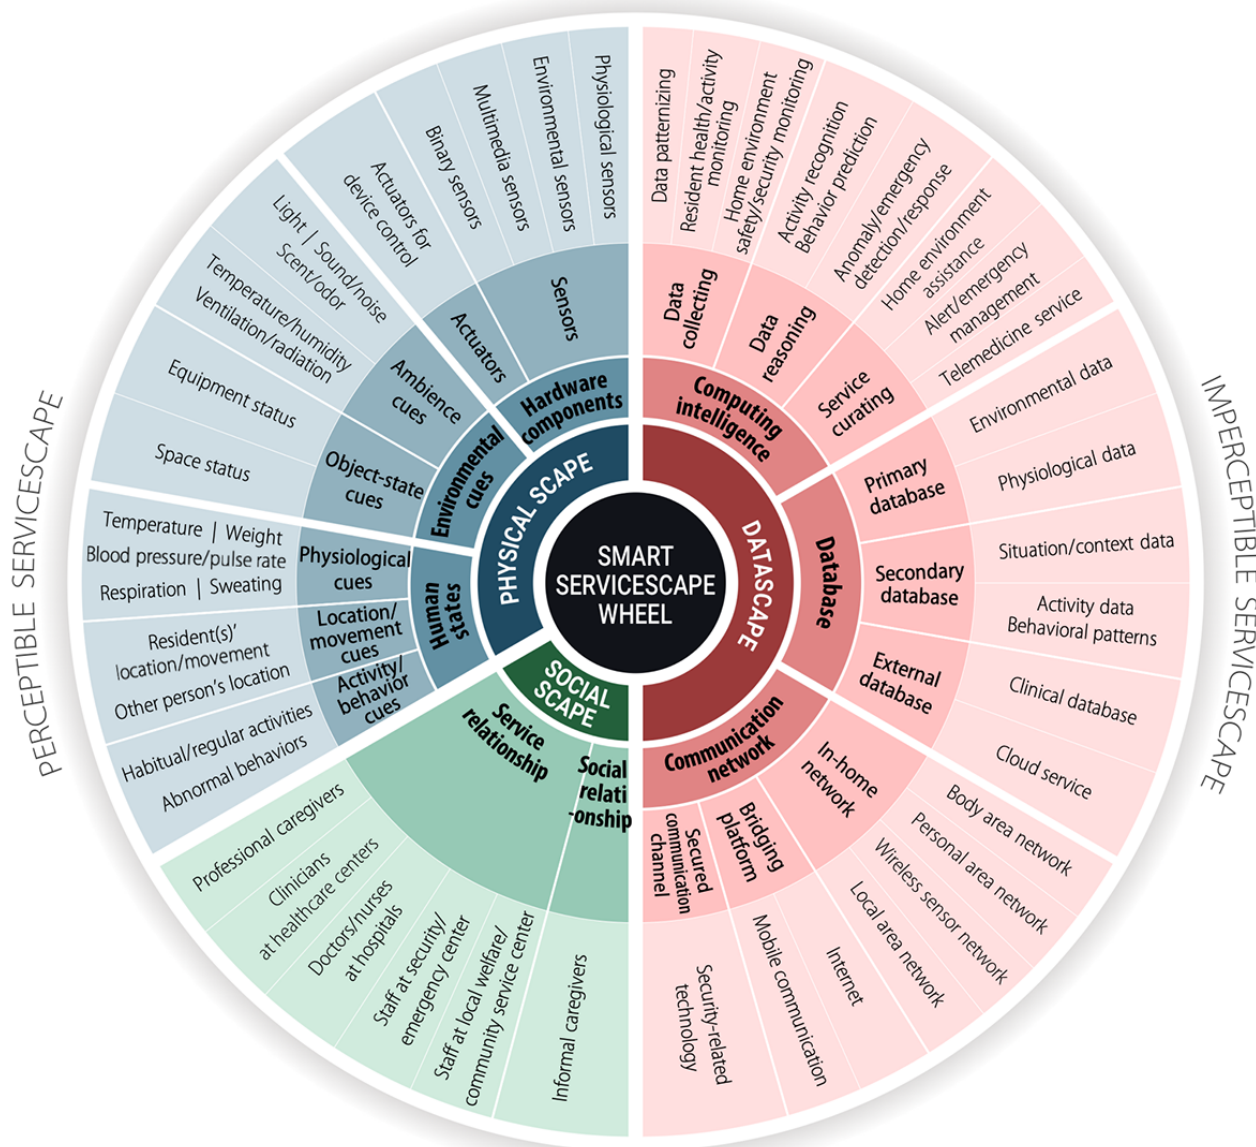 SMART
SERVICESCAPE
WHEEL
PERCEPTIBLE SERVICESCAPE
IMPERCEPTIBLE SERVICESCAPE
PHYSICAL SCAPE
Hardware
components
Sensors
Physiological sensors
Environmental sensors
Multimedia sensors
Binary sensors
Actuators
Actuators for
device control
Environmental
cues
Ambience
cues
Light | Sound/noise
Scent/odor
Temperature/humidity
Ventilation/radiation
Object-state
cues
Equipment status
Space status
Human
states
Physiological
cues
Temperature | Weight
Blood pressure/pulse rate
Respiration | Sweating
Location/
movement
cues
Resident(s)'
location/movement
Other person's location
Activity/
behavior
cues
Habitual/regular activities
Abnormal behaviors
SOCIAL
SCAPE
Service
relationship
Professional caregivers
Clinicians
at healthcare centers
Doctors/nurses
at hospitals
Staff at security/
emergency center
Staff at local welfare/
community service center
Social
relati
-onship
Informal caregivers
DATASCAPE
Computing
intelligence
Data
collecting
Data patternizing
Resident health/activity
monitoring
Home environment
safety/security monitoring
Data
reasoning
Activity recognition
Behavior prediction
Anomaly/emergency
detection/response
Service
curating
Home environment
assistance
Alert/emergency
management
Telemedicine service
Database
Primary
database
Environmental data
Physiological data
Secondary
database
Situation/context data
Activity data
Behavioral patterns
External
database
Clinical database
Cloud service
Communication
network
In-home
network
Body area network
Personal area network
Wireless sensor network
Local area network
Bridging
platform
Internet
Mobile communication
Secured
communication
channel
Security-related
technology